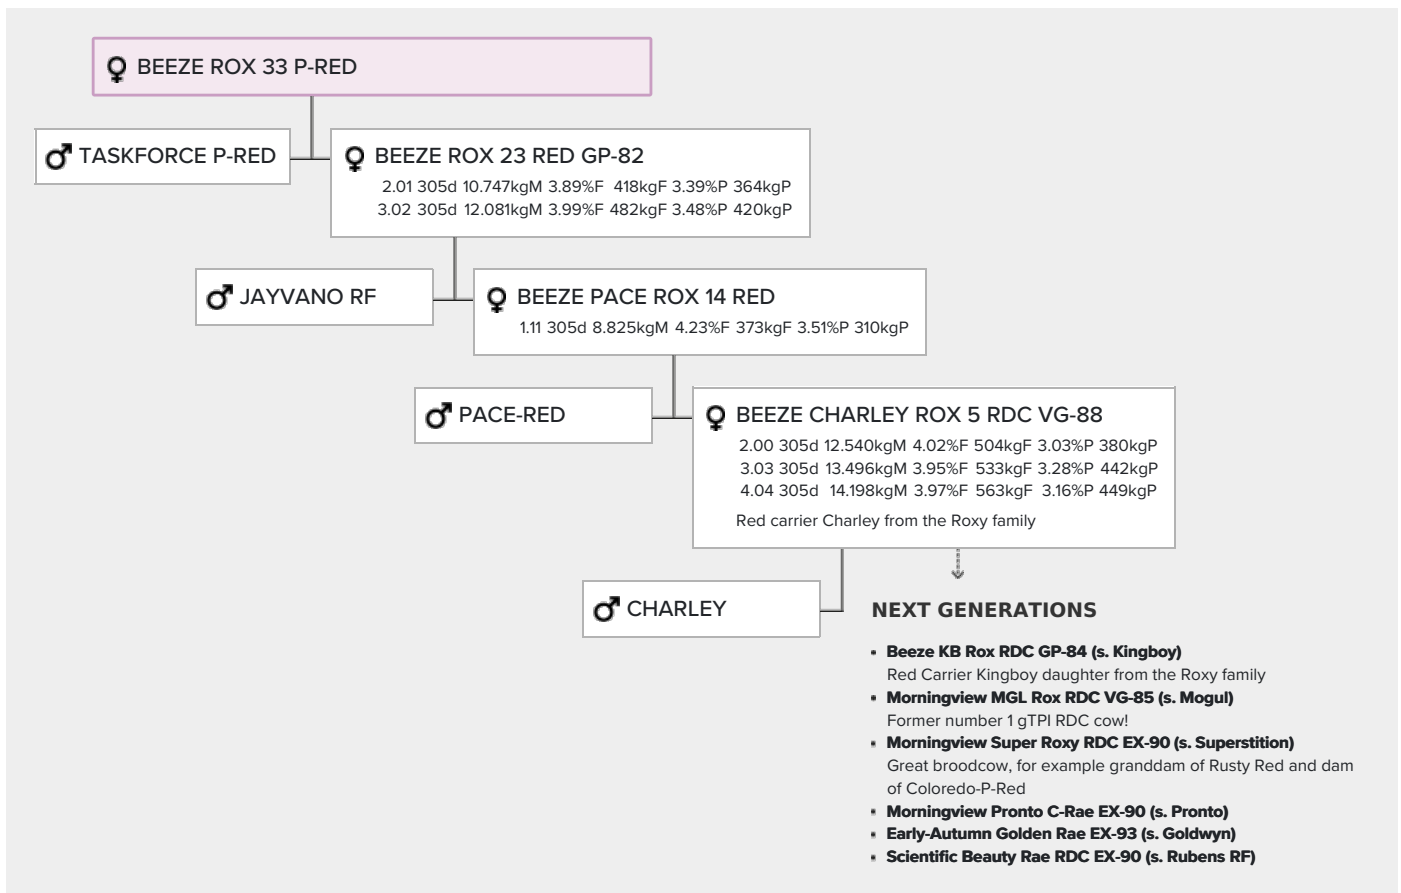 BEEZE ROX 33 P-RED
TASKFORCE P-RED
BEEZE ROX 23 RED GP-82
2.01 305d 10.747kgM 3.89%F 418kgF 3.39%P 364kgP
3.02 305d 12.081kgM 3.99%F 482kgF 3.48%P 420kgP
JAYVANO RF
BEEZE PACE ROX 14 RED
1.11 305d 8.825kgM 4.23%F 373kgF 3.51%P 310kgP
PACE-RED
BEEZE CHARLEY ROX 5 RDC VG-88
2.00 305d 12.540kgM 4.02%F 504kgF 3.03%P 380kgP
3.03 305d 13.496kgM 3.95%F 533kgF 3.28%P 442kgP
4.04 305d 14.198kgM 3.97%F 563kgF 3.16%P 449kgP
Red carrier Charley from the Roxy family
CHARLEY
NEXT GENERATIONS
Beeze KB Rox RDC GP-84 (s. Kingboy)
Red Carrier Kingboy daughter from the Roxy family
Morningview MGL Rox RDC VG-85 (s. Mogul)
Former number 1 gTPI RDC cow!
Morningview Super Roxy RDC EX-90 (s. Superstition)
Great broodcow, for example granddam of Rusty Red and dam
of Coloredo-P-Red
Morningview Pronto C-Rae EX-90 (s. Pronto)
Early-Autumn Golden Rae EX-93 (s. Goldwyn)
Scientific Beauty Rae RDC EX-90 (s. Rubens RF)